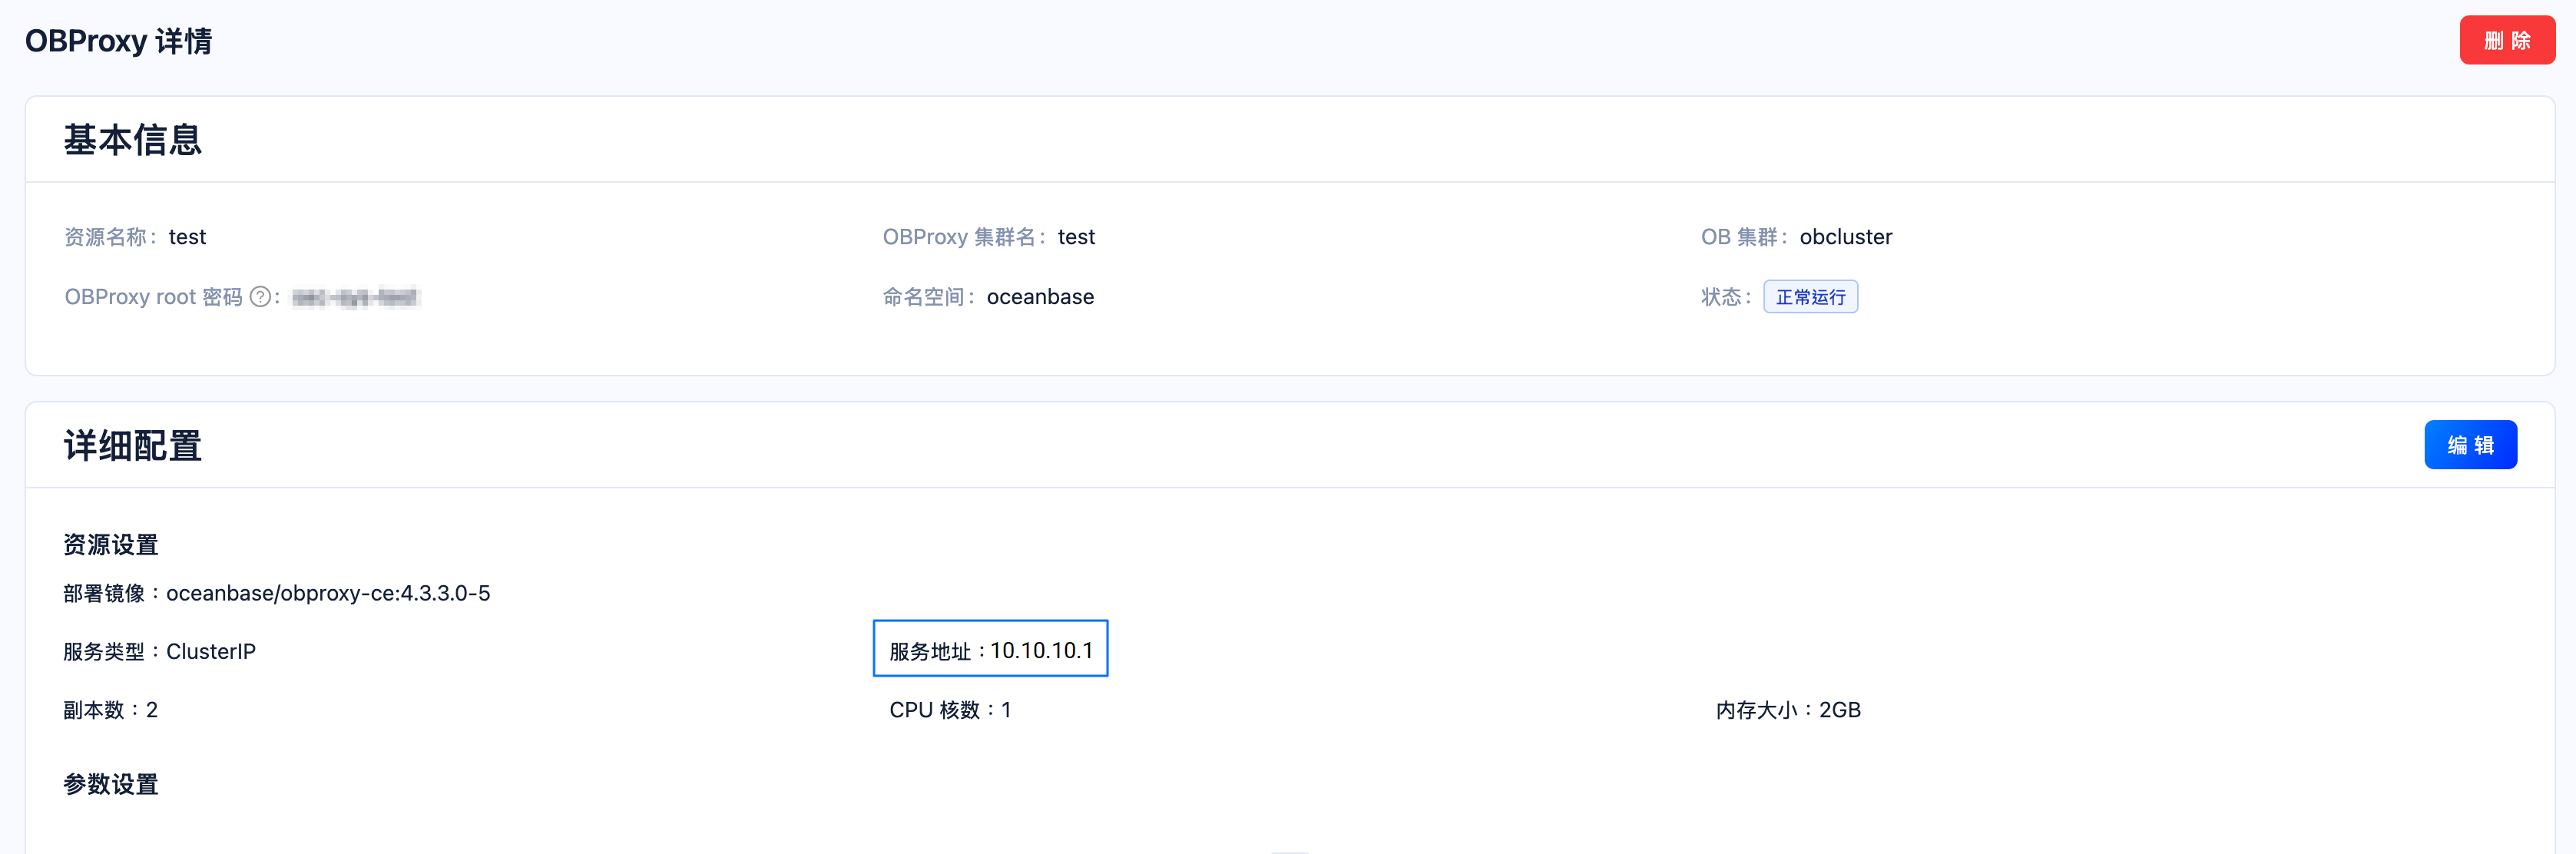 OBProxy 详情
删 除
基本信息
资源名称： test
OBProxy 集群名： test
OB 集群： obcluster
OBProxy root 密码 ?：
命名空间： oceanbase
状态： 正常运行
详细配置
编 辑
资源设置
部署镜像：oceanbase/obproxy-ce:4.3.3.0-5
服务类型：ClusterIP
服务地址：10.10.10.1
副本数：2
CPU 核数：1
内存大小：2GB
参数设置